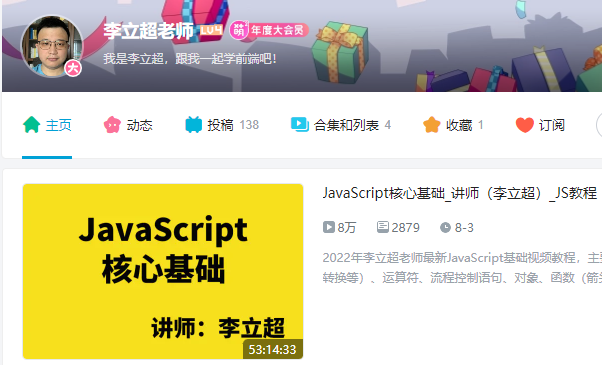 李立超老师 LV4 萌 年度大会员
大 我是李立超，跟我一起学前端吧！
主页 动态 投稿 138 合集和列表 4 收藏 1 订阅
JavaScript
核心基础
讲师：李立超
53:14:33
JavaScript核心基础_讲师（李立超）_JS教程
8万 2879 8-3
2022年李立超老师最新JavaScript基础视频教程，主
转换等）、运算符、流程控制语句、对象、函数（箭